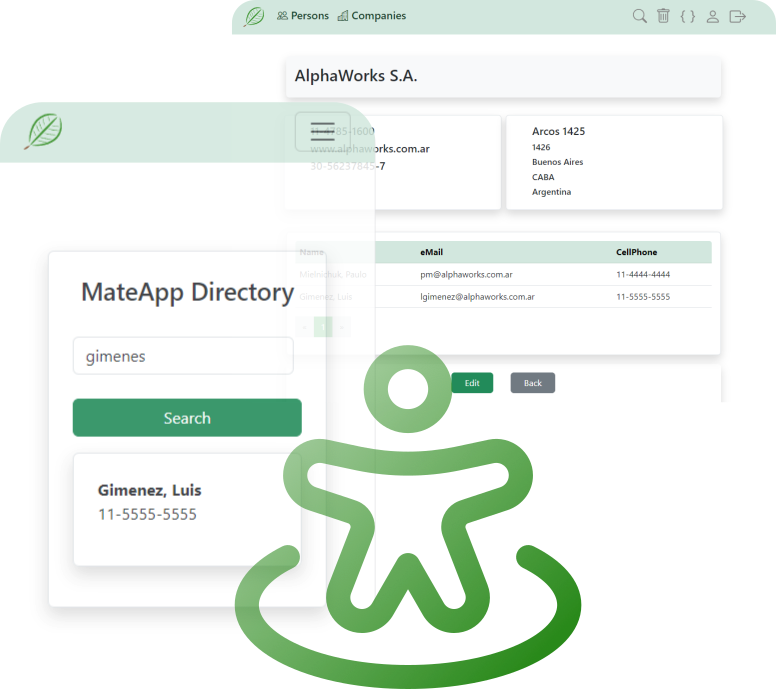 Persons Companies
AlphaWorks S.A.
11-4785-1600
www.alphaworks.com.ar
30-56237845-7
Arcos 1425
1426
Buenos Aires
CABA
Argentina
Name eMail CellPhone
Mielnichuk, Paulo pm@alphaworks.com.ar 11-4444-4444
Gimenez, Luis lgimenez@alphaworks.com.ar 11-5555-5555
Edit Back
MateApp Directory
gimenes
Search
Gimenez, Luis
11-5555-5555